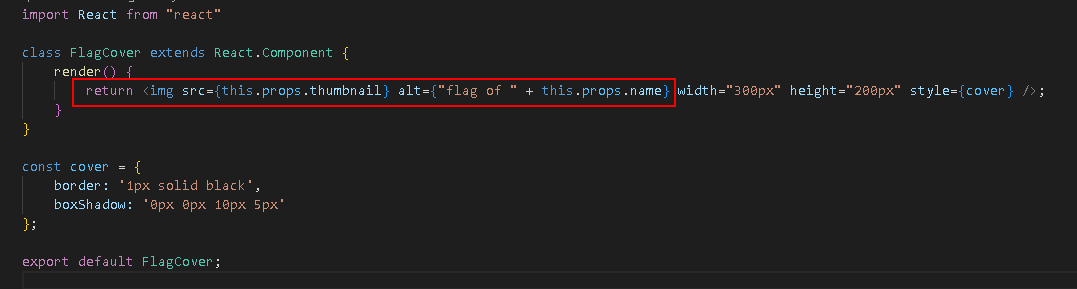 import React from "react"
class FlagCover extends React.Component {
render() {
return <img src={this.props.thumbnail} alt={"flag of " + this.props.name} width="300px" height="200px" style={cover} />;
}
}
const cover = {
border: '1px solid black',
boxShadow: '0px 0px 10px 5px'
};
export default FlagCover;